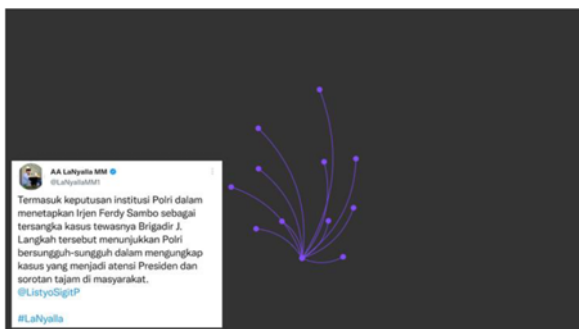 AA LaNyalla MM
@LaNyallaMM1
Termasuk keputusan institusi Polri dalam
menetapkan Irjen Ferdy Sambo sebagai
tersangka kasus tewasnya Brigadir J.
Langkah tersebut menunjukkan Polri
bersungguh-sungguh dalam mengungkap
kasus yang menjadi atensi Presiden dan
sorotan tajam di masyarakat.
@ListyoSigitP
#LaNyalla